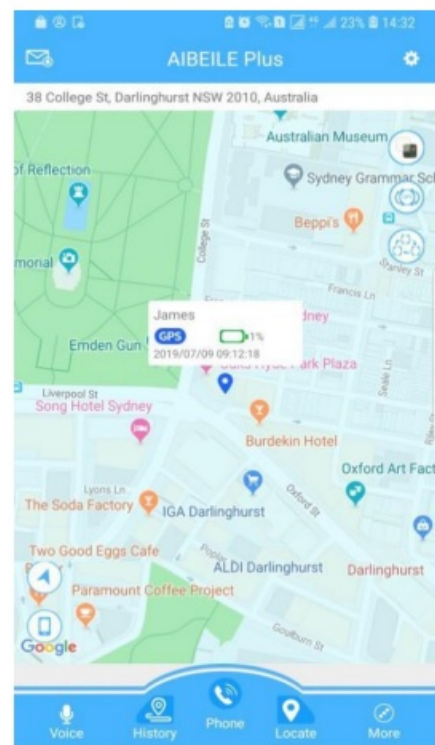 23% 14:32
AIBEILE Plus
38 College St, Darlinghurst NSW 2010, Australia
Australian Museum
of Reflection
Sydney Grammar Sch
College St
Beppi's
morial
Stanley St
Francis Ln
James
GPS 1%
2019/07/09 09:12:18
dney
Emden Gun
Park Plaza
Seale Ln
Liverpool St
Song Hotel Sydney
Burdekin Hotel
Oxford Art Fact
Lyons Ln
Oxford St
The Soda Factory
IGA Darlinghurst
Two Good Eggs Cafe
ALDI Darlinghurst
Darlinghurst
Paramount Coffee Project
Goulburn St
Google
Voice
History
Phone
Locate
More